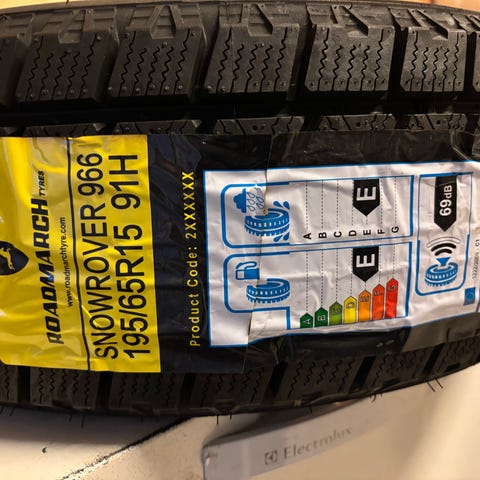 ROADMARCH TYRES
www.roadmarchtyre.com
SNOWROVER 966
195/65R15 91H
Product Code: 2XXXXXX
E
A
B
C
D
E
F
G
E
A
B
69dB
Electrolux